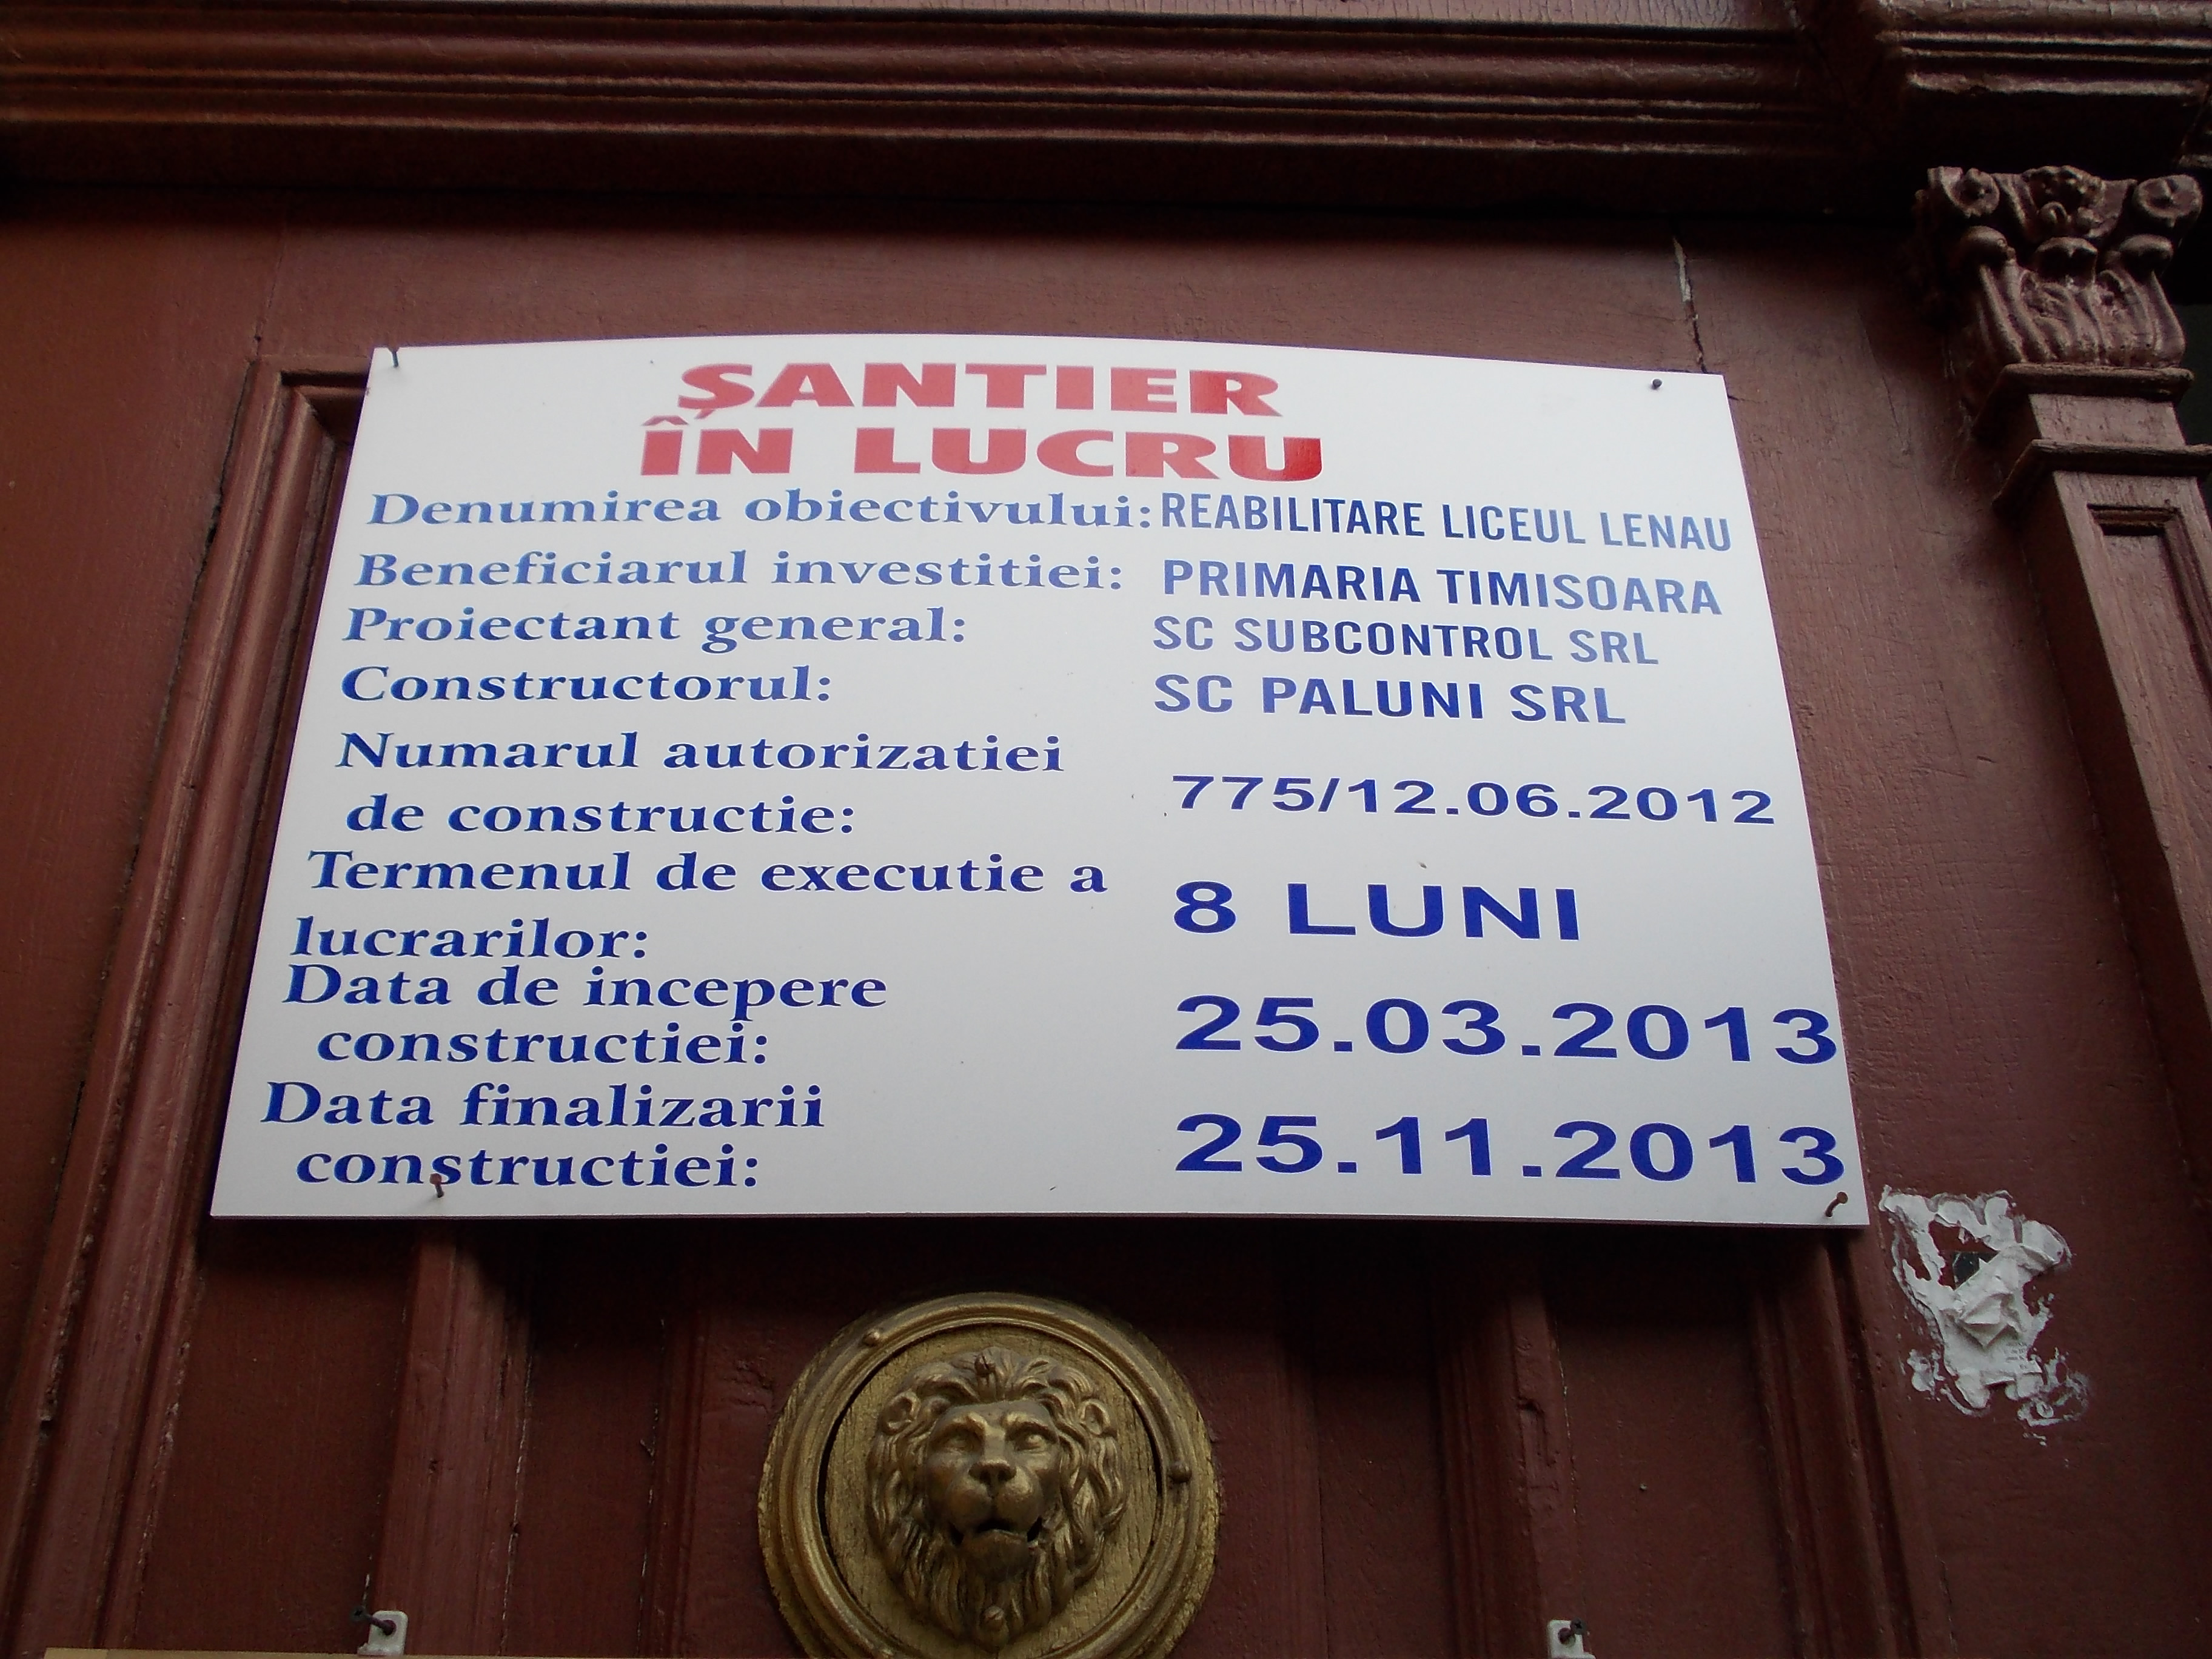 ȘANTIER
ÎN LUCRU
Denumirea obiectivului: REABILITARE LICEUL LENAU
Beneficiarul investitiei: PRIMARIA TIMISOARA
Proiectant general: SC SUBCONTROL SRL
Constructorul: SC PALUNI SRL
Numarul autorizatiei
de constructie: 775/12.06.2012
Termenul de executie a
lucrarilor: 8 LUNI
Data de incepere
constructiei: 25.03.2013
Data finalizarii
constructiei: 25.11.2013